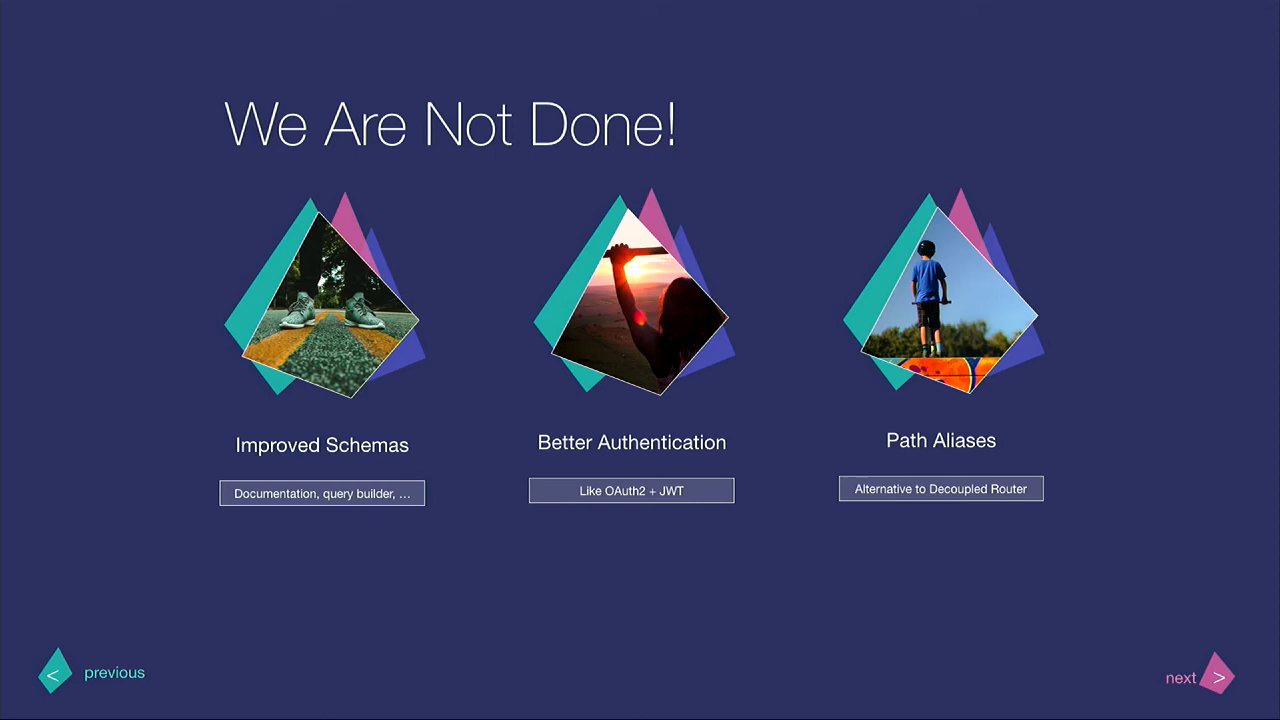 We Are Not Done!
Improved Schemas
Better Authentication
Path Aliases
Documentation, query builder, …
Like OAuth2 + JWT
Alternative to Decoupled Router
< previous
next >